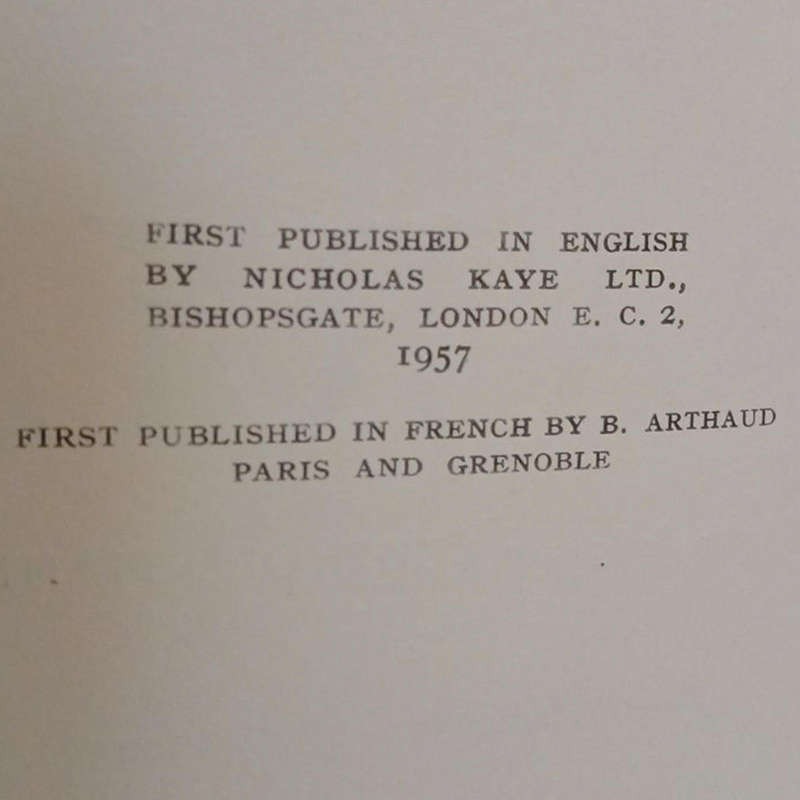 FIRST PUBLISHED IN ENGLISH
BY NICHOLAS KAYE LTD.,
BISHOPSGATE, LONDON E. C. 2,
1957
FIRST PUBLISHED IN FRENCH BY B. ARTHAUD
PARIS AND GRENOBLE